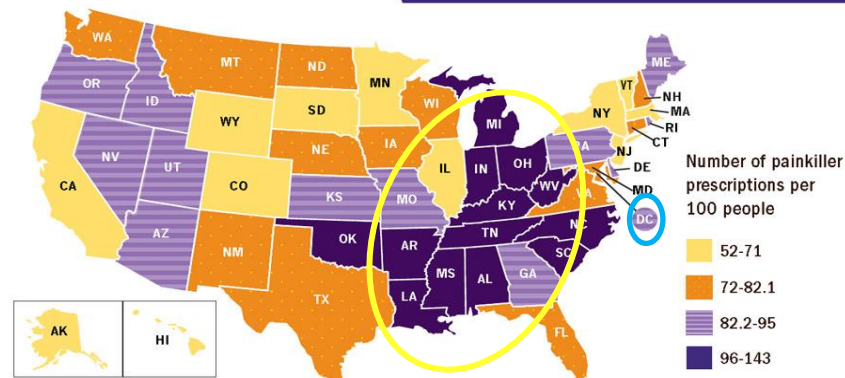 WA
MT
ND
MN
ME
OR
ID
SD
WI
VT
NH
WY
NY
MA
MI
RI
NV
NE
IA
PA
CT
NJ
UT
CO
IL
IN
OH
DE
CA
KS
MO
WV
VA
MD
KY
DC
AZ
NM
OK
AR
TN
NC
SC
TX
MS
AL
GA
LA
FL
AK
HI
Number of painkiller
prescriptions per
100 people
52-71
72-82.1
82.2-95
96-143